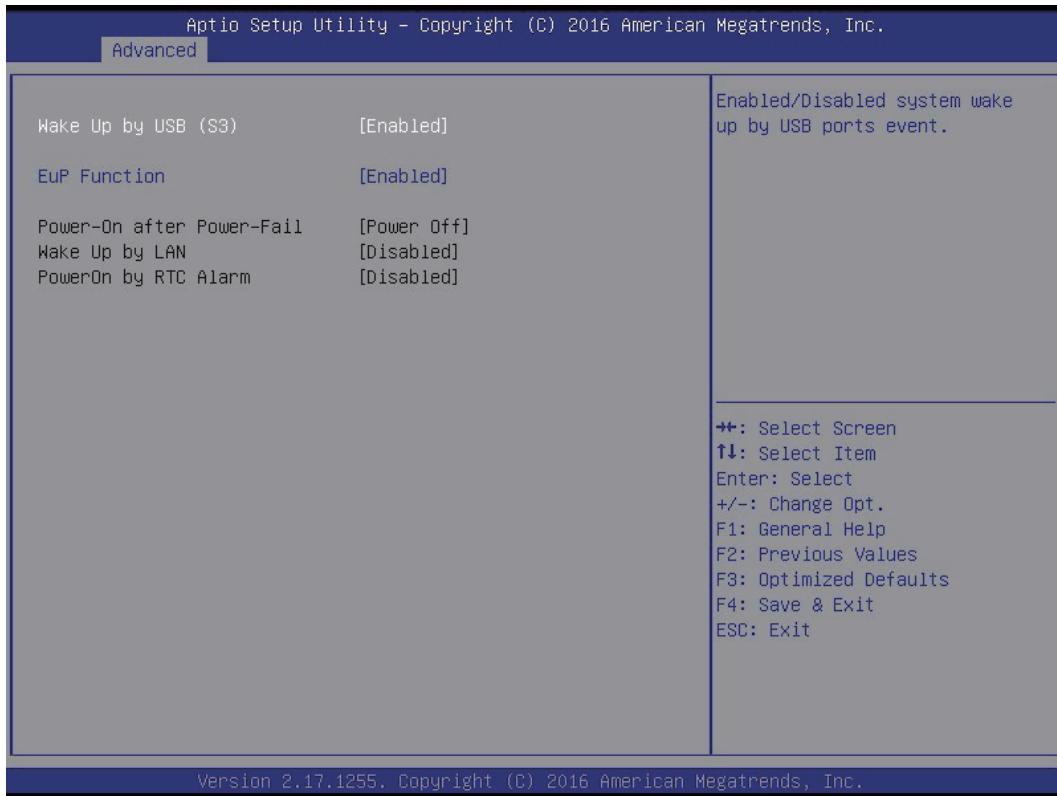 Aptio Setup Utility – Copyright (C) 2016 American Megatrends, Inc.
Advanced
Wake Up by USB (S3) [Enabled]
EuP Function [Enabled]
Power-On after Power-Fail [Power Off]
Wake Up by LAN [Disabled]
PowerOn by RTC Alarm [Disabled]
Enabled/Disabled system wake
up by USB ports event.
→←: Select Screen
↑↓: Select Item
Enter: Select
+/-: Change Opt.
F1: General Help
F2: Previous Values
F3: Optimized Defaults
F4: Save & Exit
ESC: Exit
Version 2.17.1255. Copyright (C) 2016 American Megatrends, Inc.